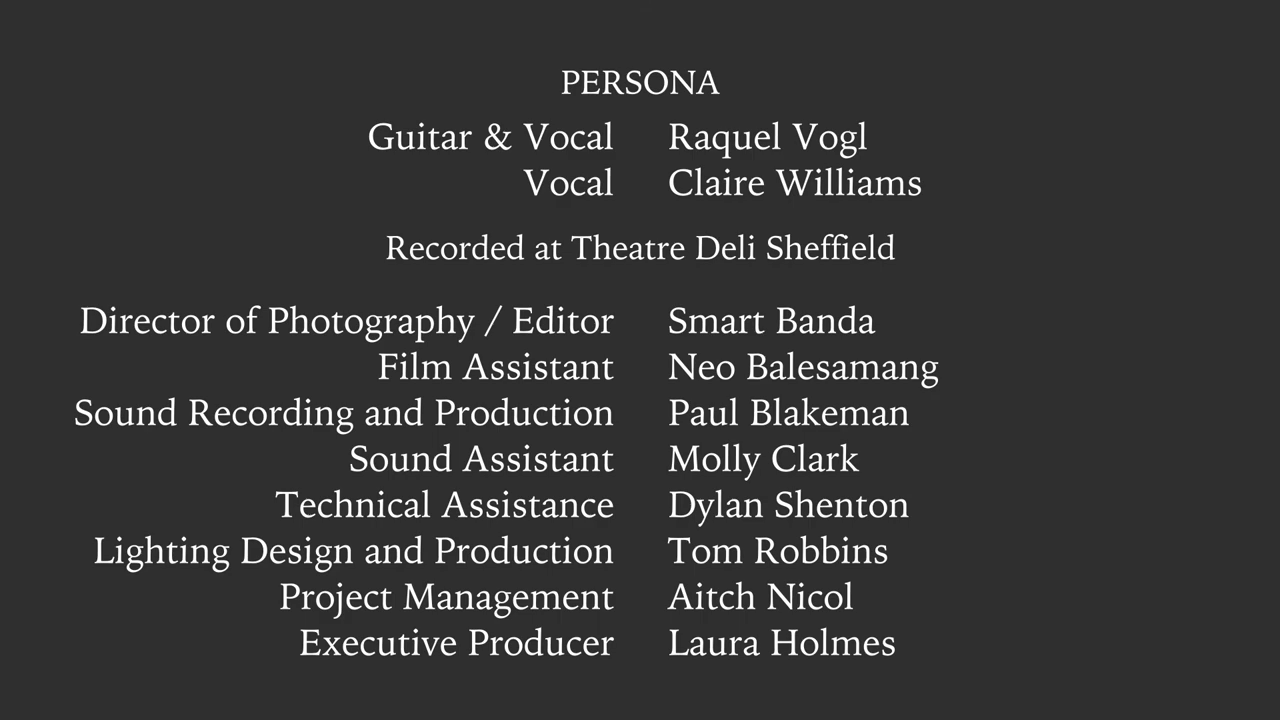 PERSONA
Guitar & Vocal Raquel Vogl
Vocal Claire Williams
Recorded at Theatre Deli Sheffield
Director of Photography / Editor Smart Banda
Film Assistant Neo Balesamang
Sound Recording and Production Paul Blakeman
Sound Assistant Molly Clark
Technical Assistance Dylan Shenton
Lighting Design and Production Tom Robbins
Project Management Aitch Nicol
Executive Producer Laura Holmes